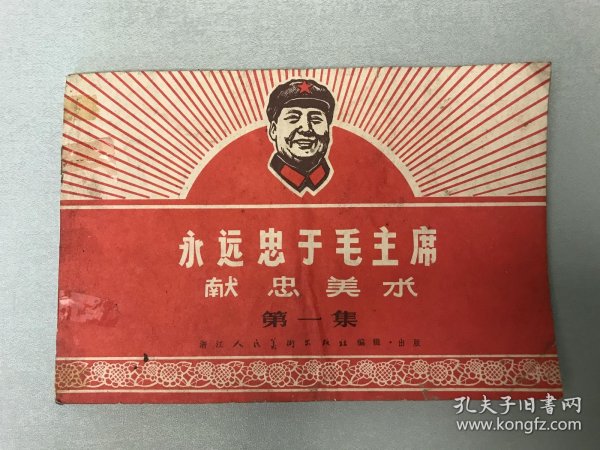 永远忠于毛主席
献忠美术
第一集
浙江人民美術出版社 编辑·出版
孔夫子旧书网
www.kongfz.com